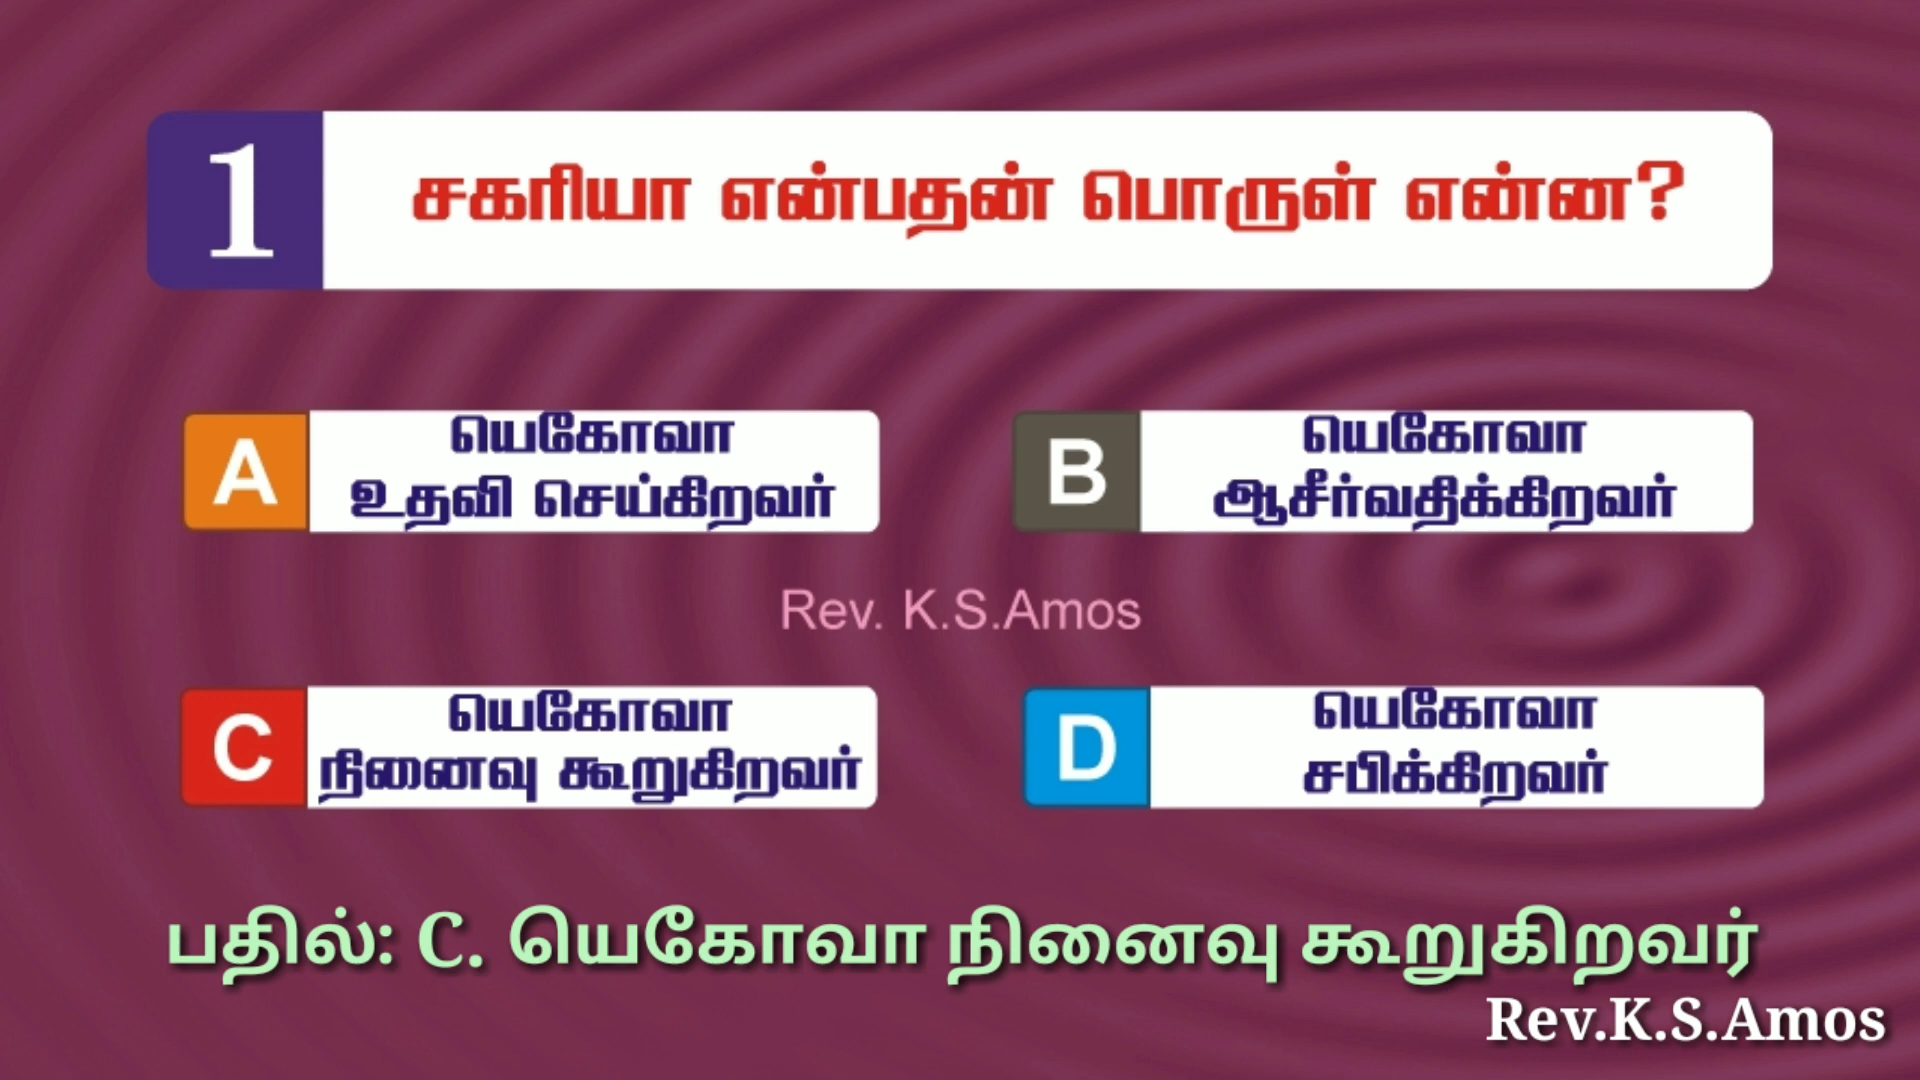 1
சகரியா என்பதன் பொருள் என்ன?
A
யெகோவா
உதவி செய்கிறவர்
B
யெகோவா
ஆசீர்வதிக்கிறவர்
Rev. K.S.Amos
C
யெகோவா
நினைவு கூறுகிறவர்
D
யெகோவா
சபிக்கிறவர்
பதில்: C. யெகோவா நினைவு கூறுகிறவர்
Rev.K.S.Amos